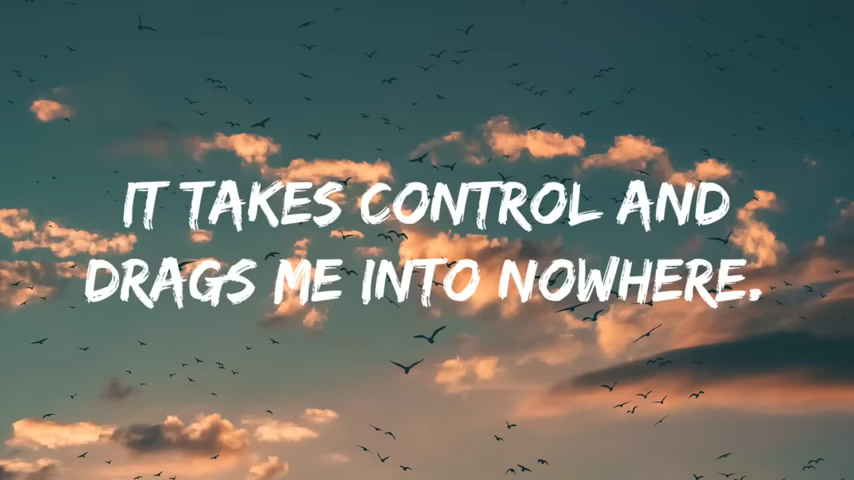 IT TAKES CONTROL AND
DRAGS ME INTO NOWHERE.